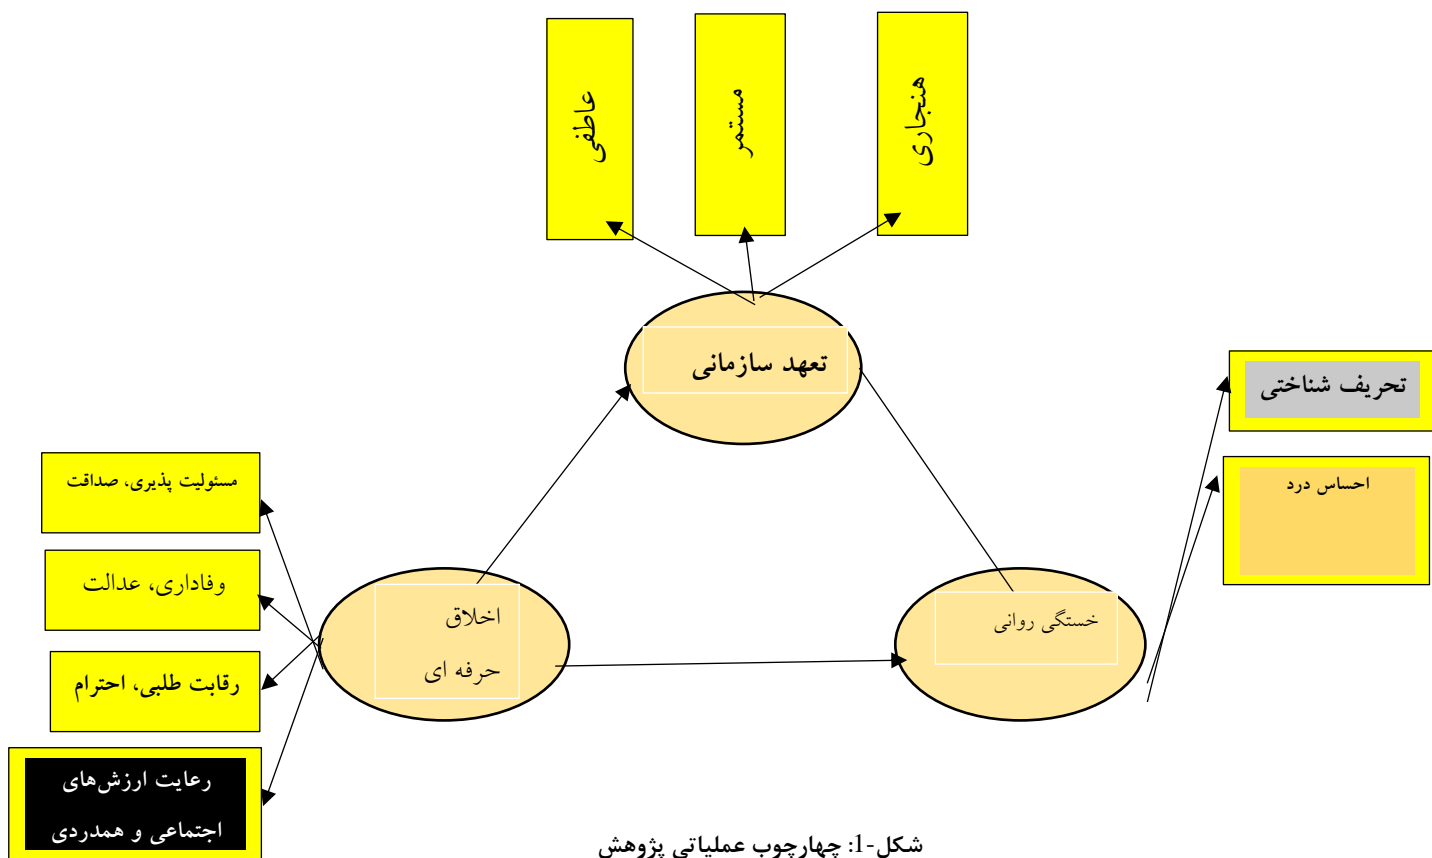 هنجاری
مستمر
عاطفی
تعهد سازمانی
تحریف شناختی
احساس درد
مسئولیت پذیری، صداقت
وفاداری، عدالت
رقابت طلبی، احترام
رعایت ارزش‌های
اجتماعی و همدردی
اخلاق
حرفه ای
خستگی روانی
شکل-1: چهارچوب عملیاتی پژوهش